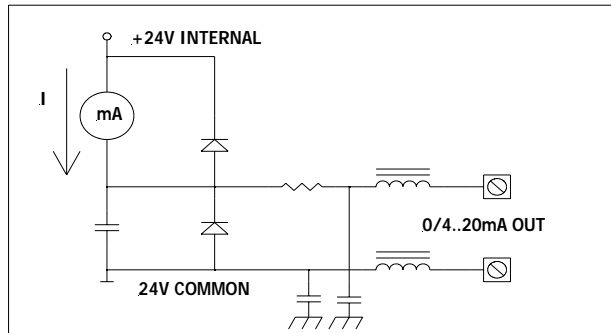 +24V INTERNAL
I
mA
0/4..20mA OUT
24V COMMON